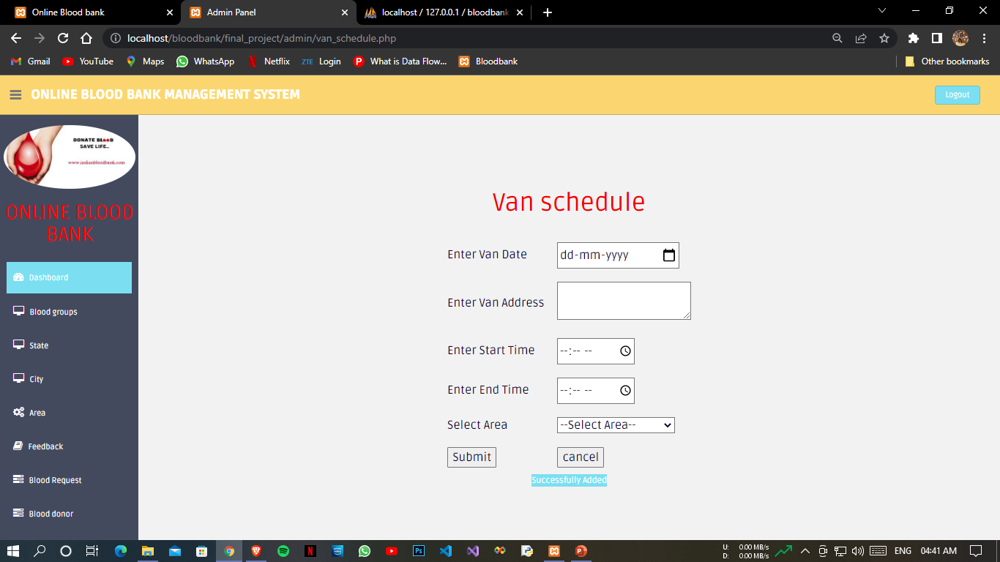 Online Blood bank
Admin Panel
localhost / 127.0.0.1 / bloodbank
localhost/bloodbank/final_project/admin/van_schedule.php
Gmail
YouTube
Maps
WhatsApp
Netflix
ZTE Login
What is Data Flow...
Bloodbank
Other bookmarks
ONLINE BLOOD BANK MANAGEMENT SYSTEM
Logout
DONATE BLOOD
SAVE LIFE..
www.indianbloodbank.com
ONLINE BLOOD
BANK
Dashboard
Blood groups
State
City
Area
Feedback
Blood Request
Blood donor
Van schedule
Enter Van Date
dd-mm-yyyy
Enter Van Address
Enter Start Time
--:-- --
Enter End Time
--:-- --
Select Area
--Select Area--
Submit
cancel
Successfully Added
U: 0.00 MB/s
D: 0.00 MB/s
ENG
04:41 AM